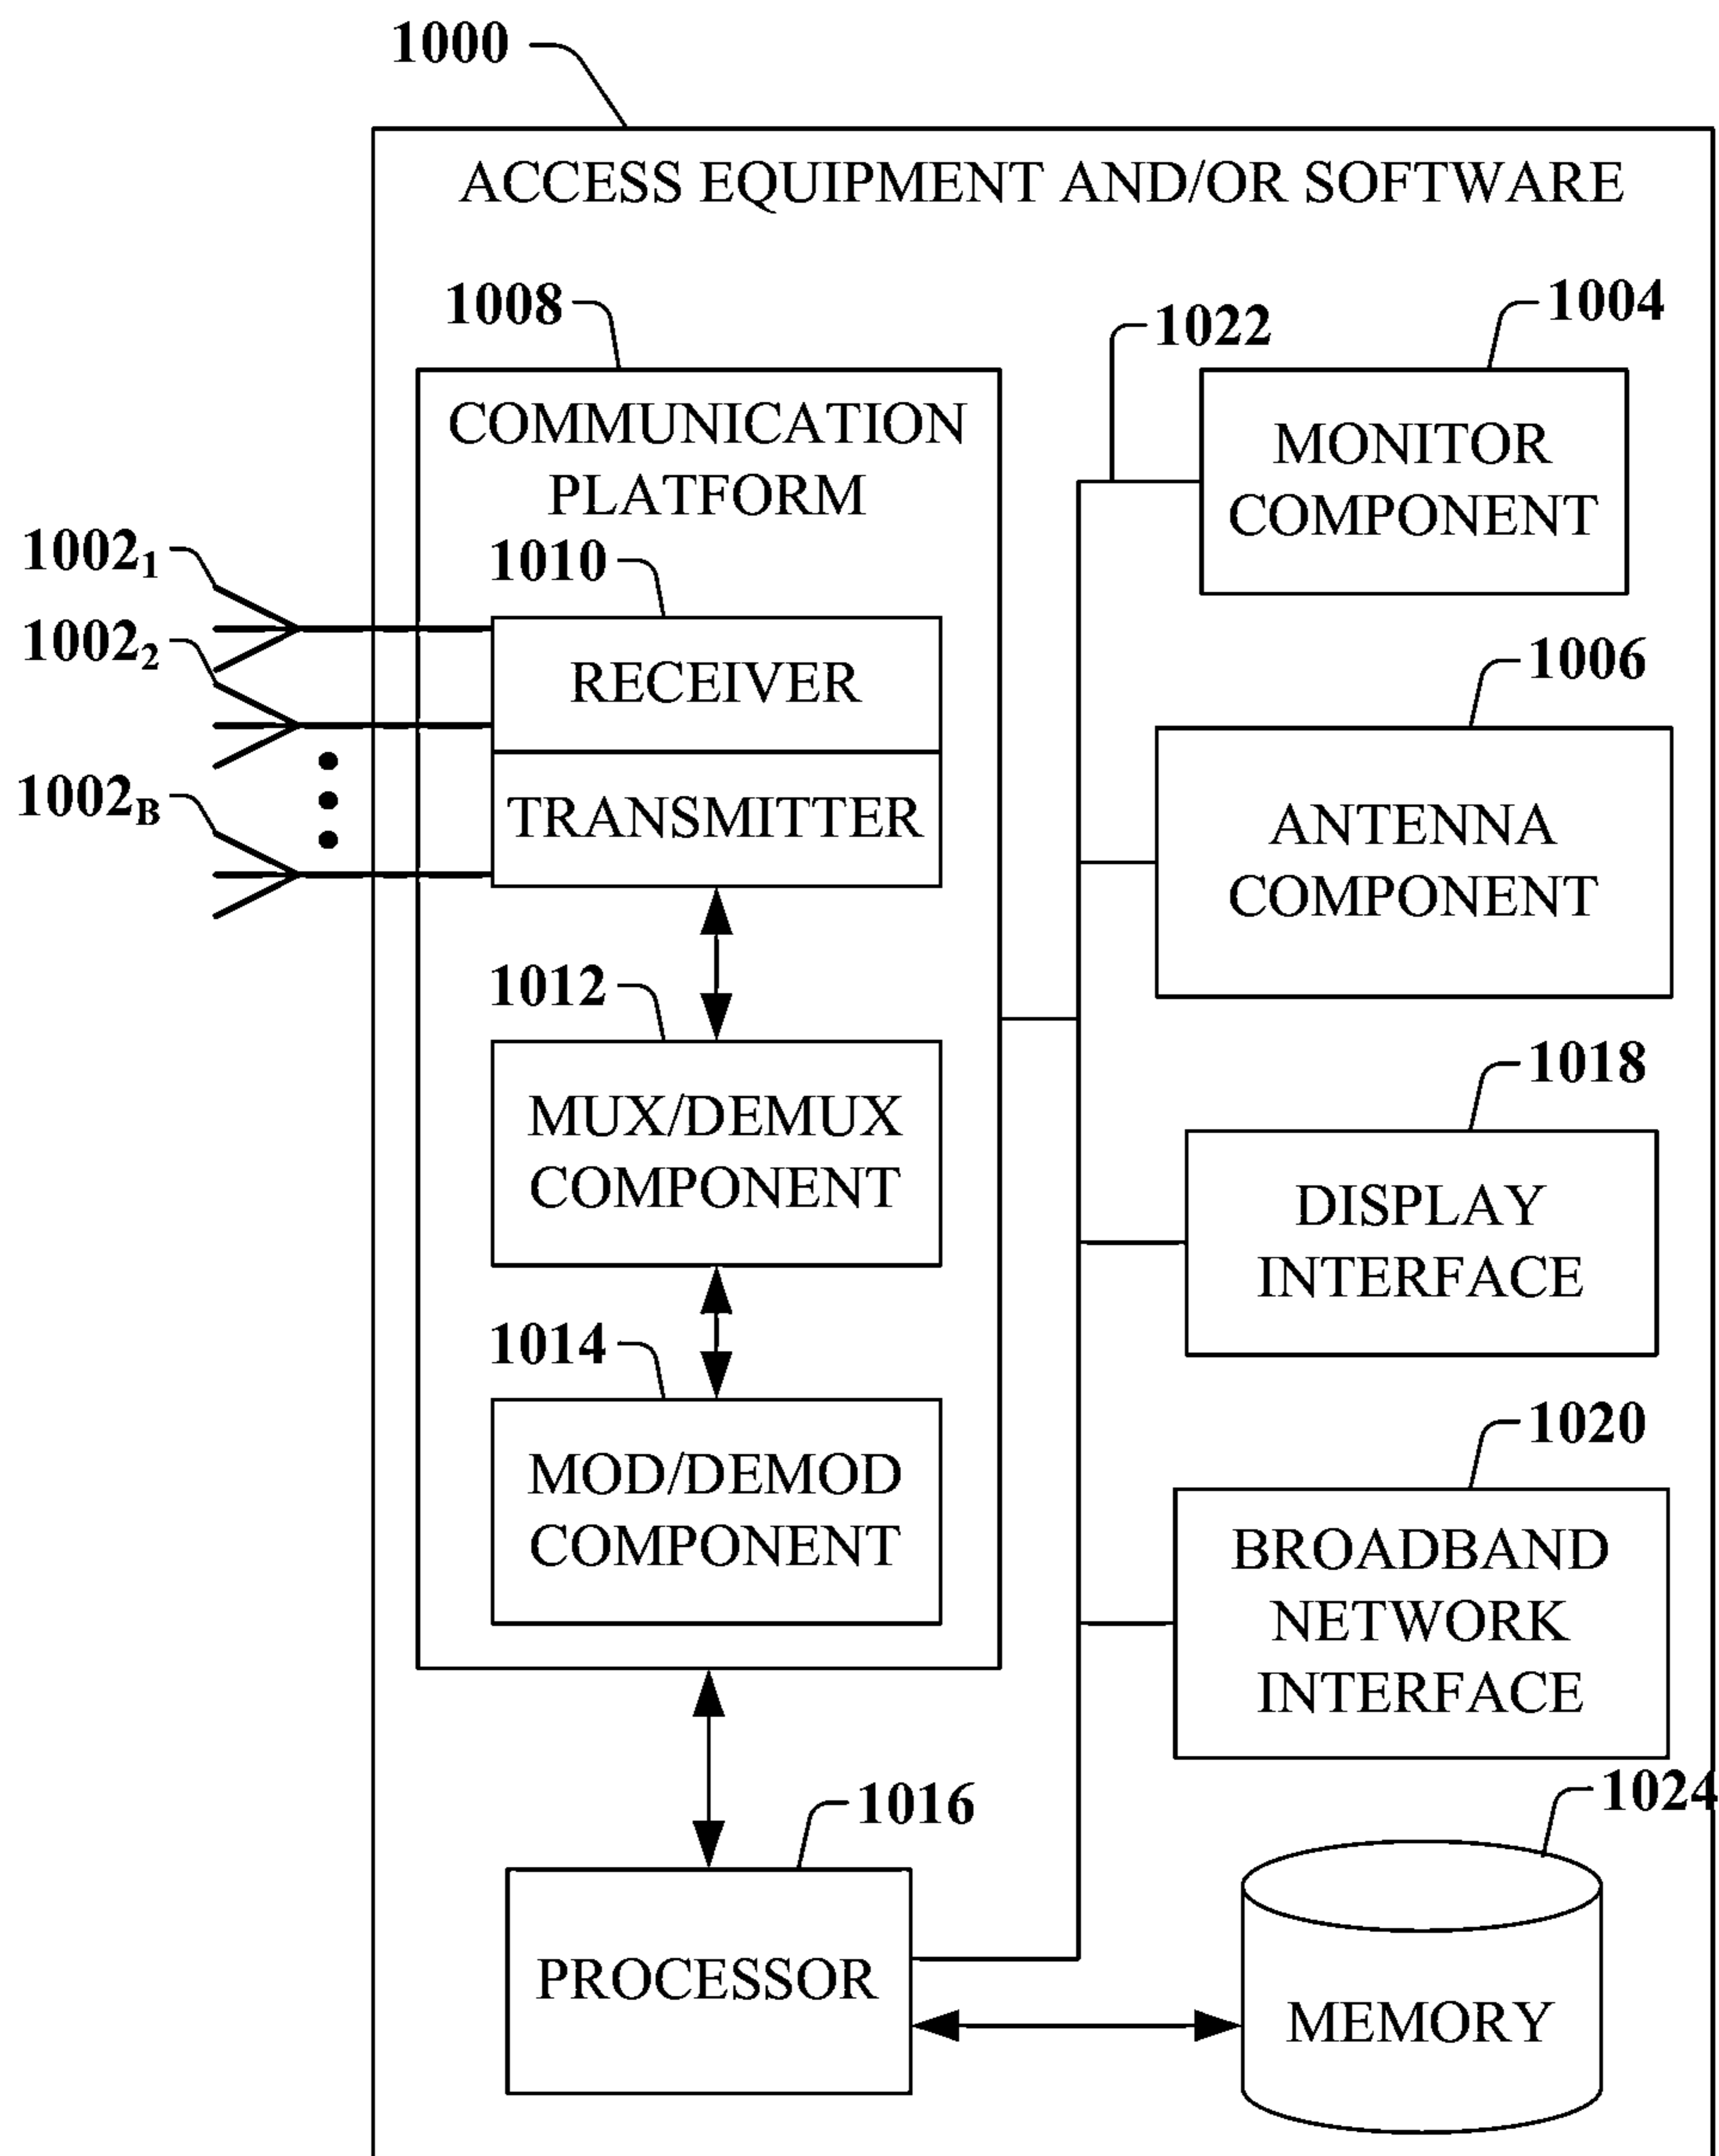 1000
ACCESS EQUIPMENT AND/OR SOFTWARE
1008
1022
1004
COMMUNICATION
PLATFORM
MONITOR
COMPONENT
1002₁
1010
1002₂
RECEIVER
1006
1002_B
TRANSMITTER
ANTENNA
COMPONENT
1012
MUX/DEMUX
COMPONENT
1018
DISPLAY
INTERFACE
1014
MOD/DEMOD
COMPONENT
1020
BROADBAND
NETWORK
INTERFACE
1016
1024
PROCESSOR
MEMORY